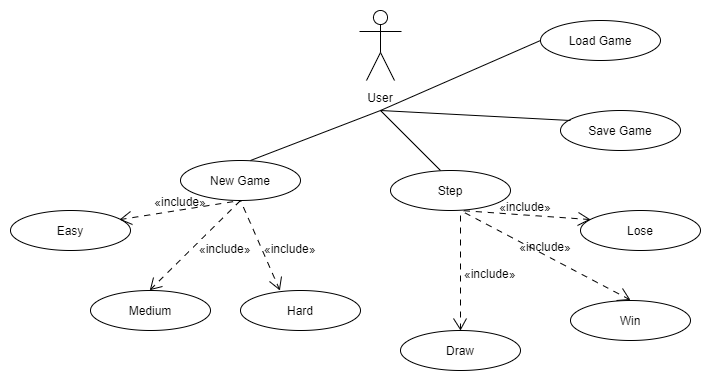 Load Game
User
Save Game
New Game
Step
«include»
«include»
Easy
Lose
«include»
«include»
«include»
«include»
Medium
Hard
Win
Draw